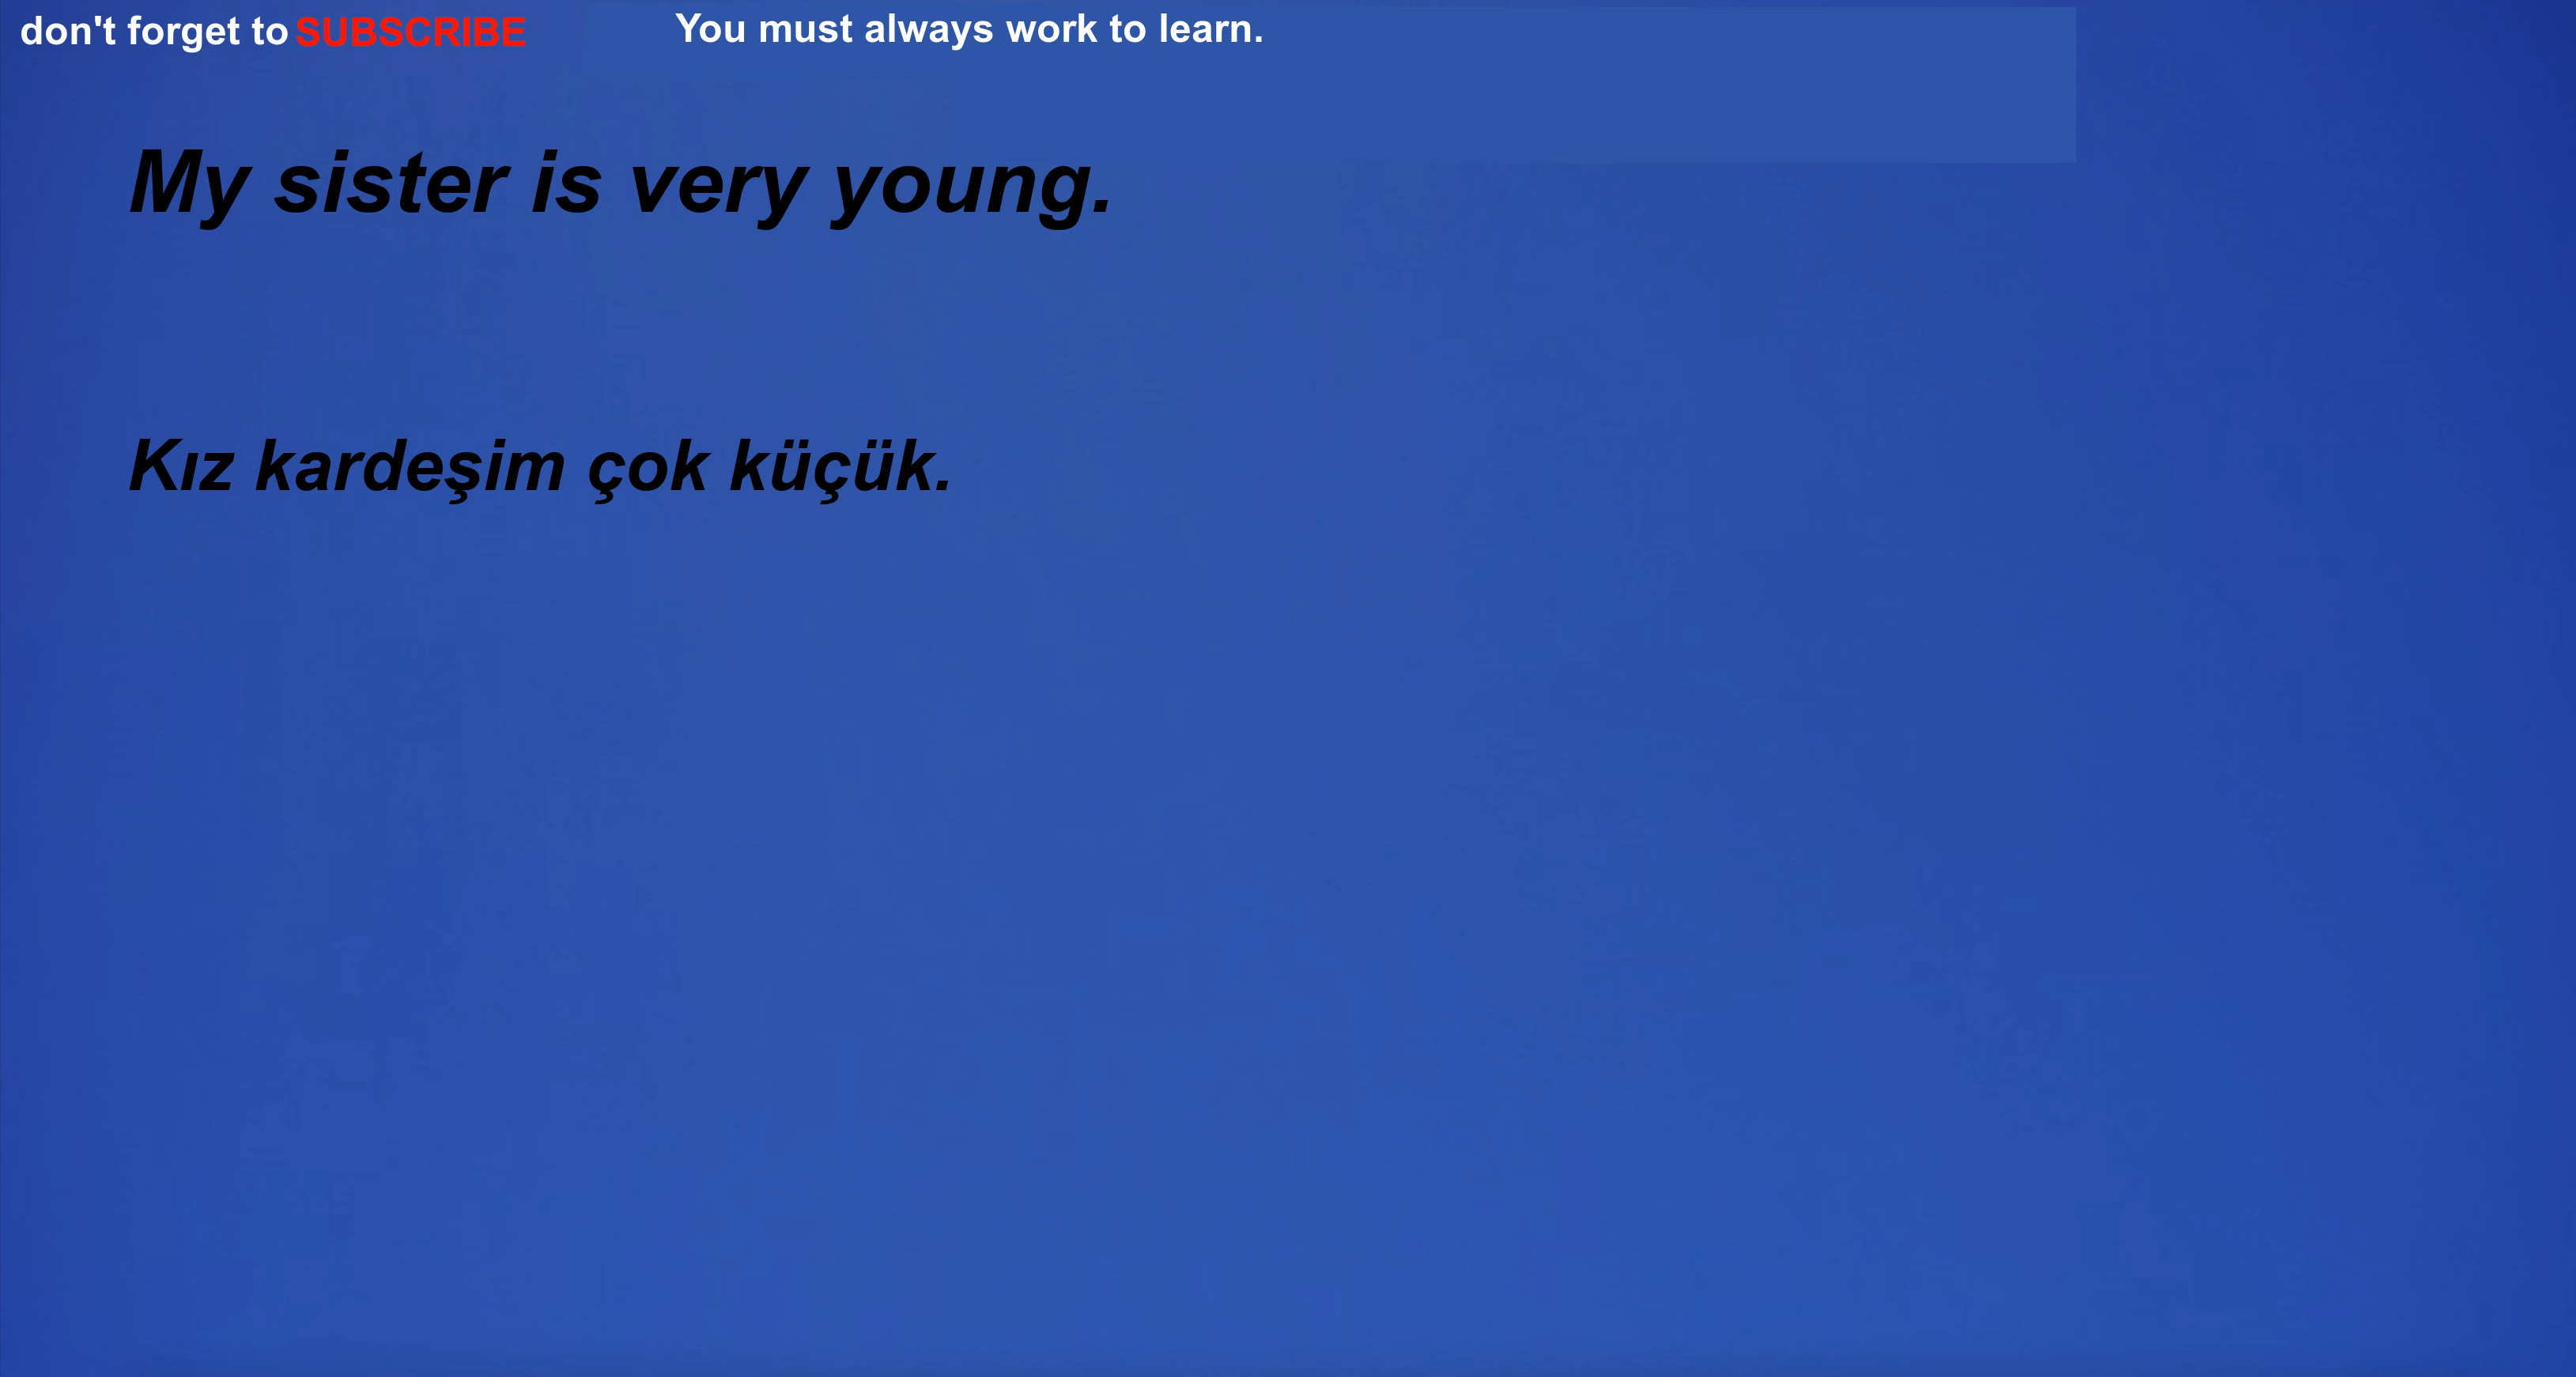 don't forget to SUBSCRIBE
You must always work to learn.
My sister is very young.
Kız kardeşim çok küçük.